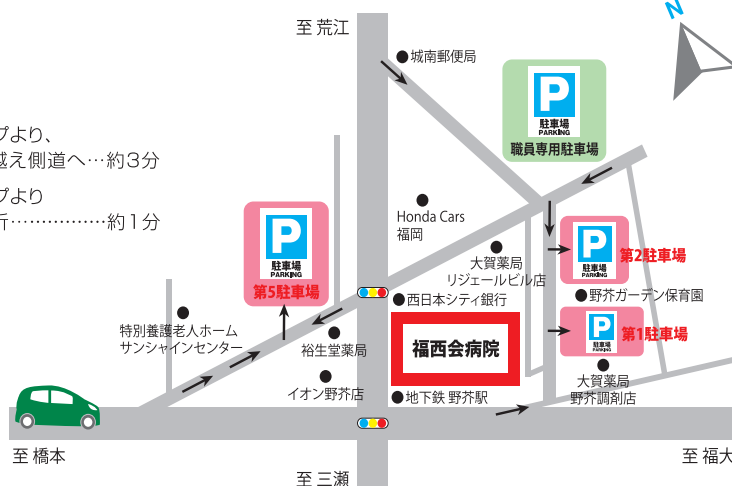 至 荒江
N
城南郵便局
P
駐車場
PARKING
職員専用駐車場
プより、
越え側道へ…約3分
プより
折……………約1分
Honda Cars
福岡
P
駐車場
PARKING
第5駐車場
大賀薬局
リジェールビル店
P
駐車場
PARKING
第2駐車場
西日本シティ銀行
野芥ガーデン保育園
特別養護老人ホーム
サンシャインセンター
裕生堂薬局
福西会病院
P
駐車場
PARKING
第1駐車場
イオン野芥店
地下鉄 野芥駅
大賀薬局
野芥調剤店
至 橋本
至 三瀬
至 福大